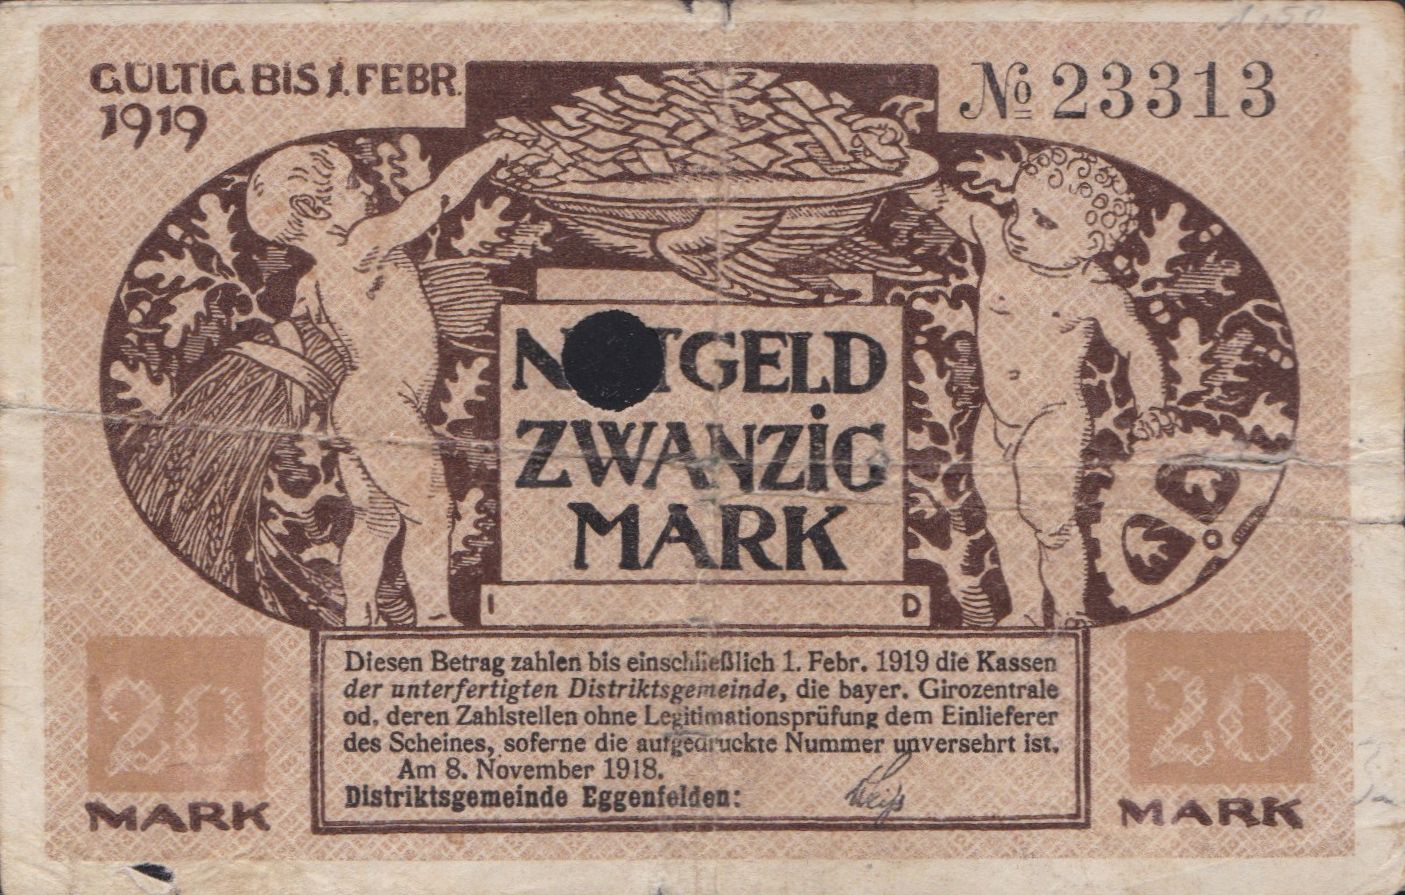 GÜLTIG BIS 1. FEBR.
1919
№ 23313
NOTGELD
ZWANZIG
MARK
I D
Diesen Betrag zahlen bis einschließlich 1. Febr. 1919 die Kassen
der unterfertigten Distriktsgemeinde, die bayer. Girozentrale
od. deren Zahlstellen ohne Legitimationsprüfung dem Einlieferer
des Scheines, soferne die aufgedruckte Nummer unversehrt ist.
Am 8. November 1918.
Distriktsgemeinde Eggenfelden:
20
MARK
20
MARK